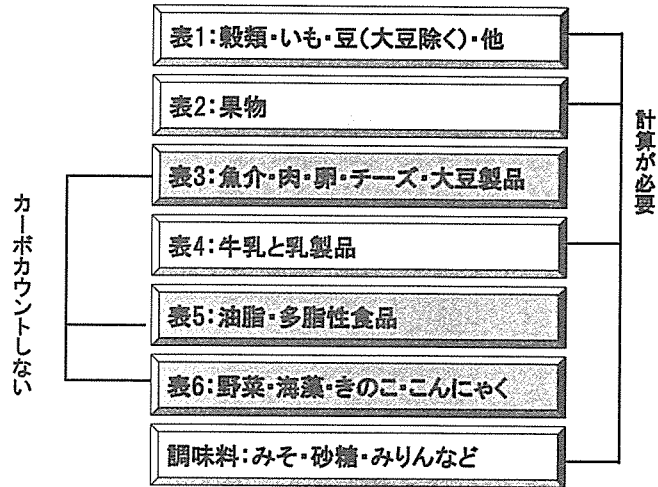 表1:穀類・いも・豆(大豆除く)・他
表2:果物
表3:魚介・肉・卵・チーズ・大豆製品
表4:牛乳と乳製品
表5:油脂・多脂性食品
表6:野菜・海藻・きのこ・こんにゃく
調味料:みそ・砂糖・みりんなど
カーボカウントしない
計算が必要